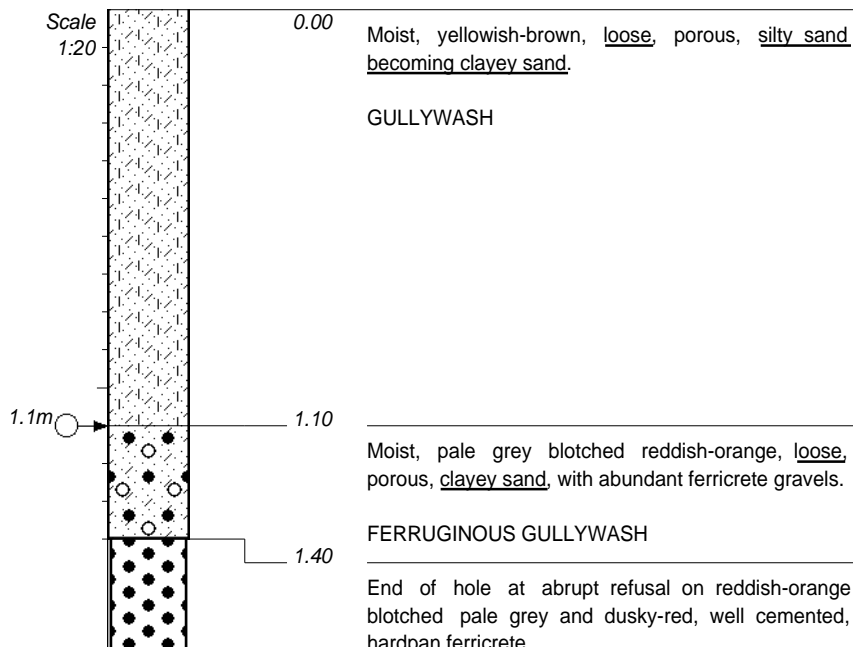 Scale
1:20
0.00
Moist, yellowish-brown, loose, porous, silty sand
becoming clayey sand.
GULLYWASH
1.1m
1.10
Moist, pale grey blotched reddish-orange, loose,
porous, clayey sand, with abundant ferricrete gravels.
FERRUGINOUS GULLYWASH
1.40
End of hole at abrupt refusal on reddish-orange
blotched pale grey and dusky-red, well cemented,
hardpan ferricrete